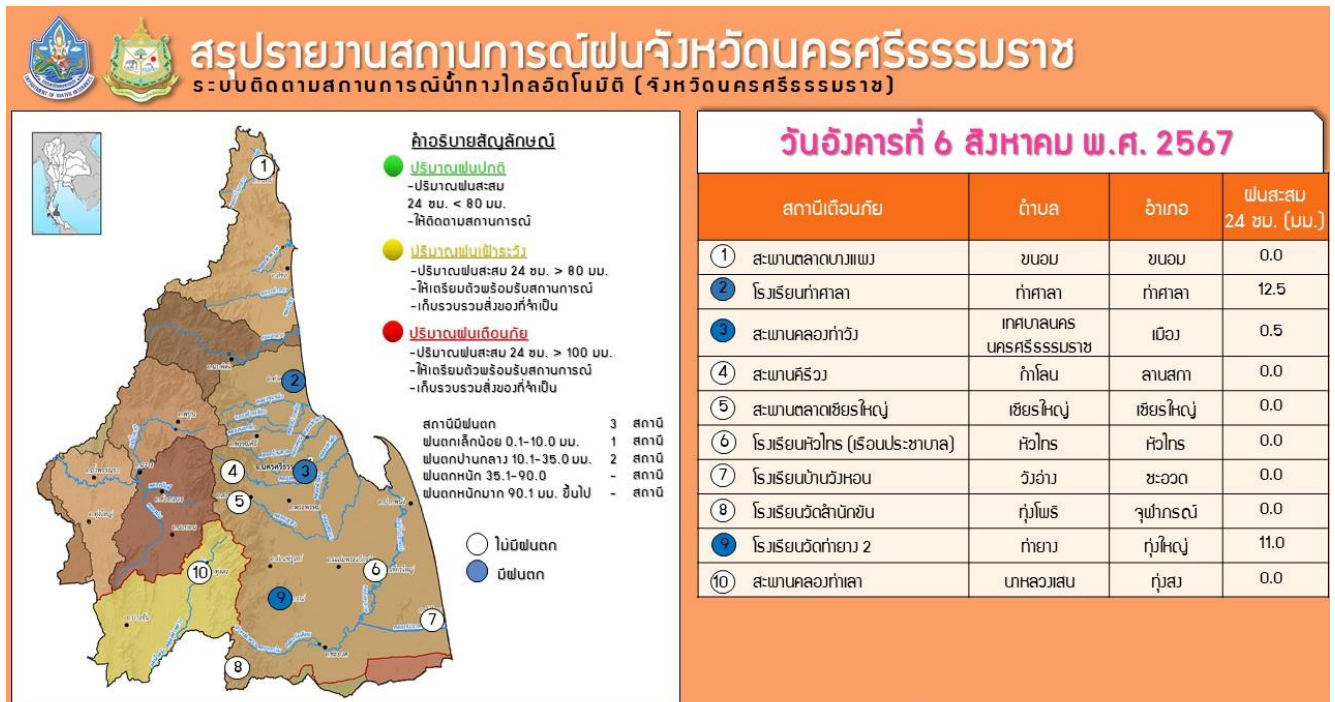 สรุปรายงานสถานการณ์ฝนจังหวัดนครศรีธรรมราช
ระบบติดตามสถานการณ์น้ำทางไกลอัตโนมัติ (จังหวัดนครศรีธรรมราช)
คำอธิบายสัญลักษณ์
ปริมาณฝนปกติ
-ปริมาณฝนสะสม
24 ชม. < 80 มม.
-ให้ติดตามสถานการณ์
ปริมาณฝนเฝ้าระวัง
-ปริมาณฝนสะสม 24 ชม. > 80 มม.
-ให้เตรียมตัวพร้อมรับสถานการณ์
-เก็บรวบรวมสิ่งของที่จำเป็น
ปริมาณฝนเตือนภัย
-ปริมาณฝนสะสม 24 ชม. > 100 มม.
-ให้เตรียมตัวพร้อมรับสถานการณ์
-เก็บรวบรวมสิ่งของที่จำเป็น
สถานีมีฝนตก 3 สถานี
ฝนตกเล็กน้อย 0.1-10.0 มม. 1 สถานี
ฝนตกปานกลาง 10.1-35.0 มม. 2 สถานี
ฝนตกหนัก 35.1-90.0 - สถานี
ฝนตกหนักมาก 90.1 มม. ขึ้นไป - สถานี
ไม่มีฝนตก
มีฝนตก
1
2
3
4
5
6
10
9
7
8
วันอังคารที่ 6 สิงหาคม พ.ศ. 2567
สถานีเตือนภัย ตำบล อำเภอ ฝนสะสม
24 ชม. (มม.)
1 สะพานตลาดบางแพง ขนอม ขนอม 0.0
2 โรงเรียนท่าศาลา ท่าศาลา ท่าศาลา 12.5
3 สะพานคลองท่าวัง เทศบาลนคร
นครศรีธรรมราช เมือง 0.5
4 สะพานคีรีวง กำโลน ลานสกา 0.0
5 สะพานตลาดเชียรใหญ่ เชียรใหญ่ เชียรใหญ่ 0.0
6 โรงเรียนหัวไทร (เรือนประชาบาล) หัวไทร หัวไทร 0.0
7 โรงเรียนบ้านวังหอน วังอ่าง ชะอวด 0.0
8 โรงเรียนวัดสำนักขัน ทุ่งโพธิ จุฬาภรณ์ 0.0
9 โรงเรียนวัดท่ายาง 2 ท่ายาง ทุ่งใหญ่ 11.0
10 สะพานคลองท่าเลา นาหลวงเสน ทุ่งสง 0.0